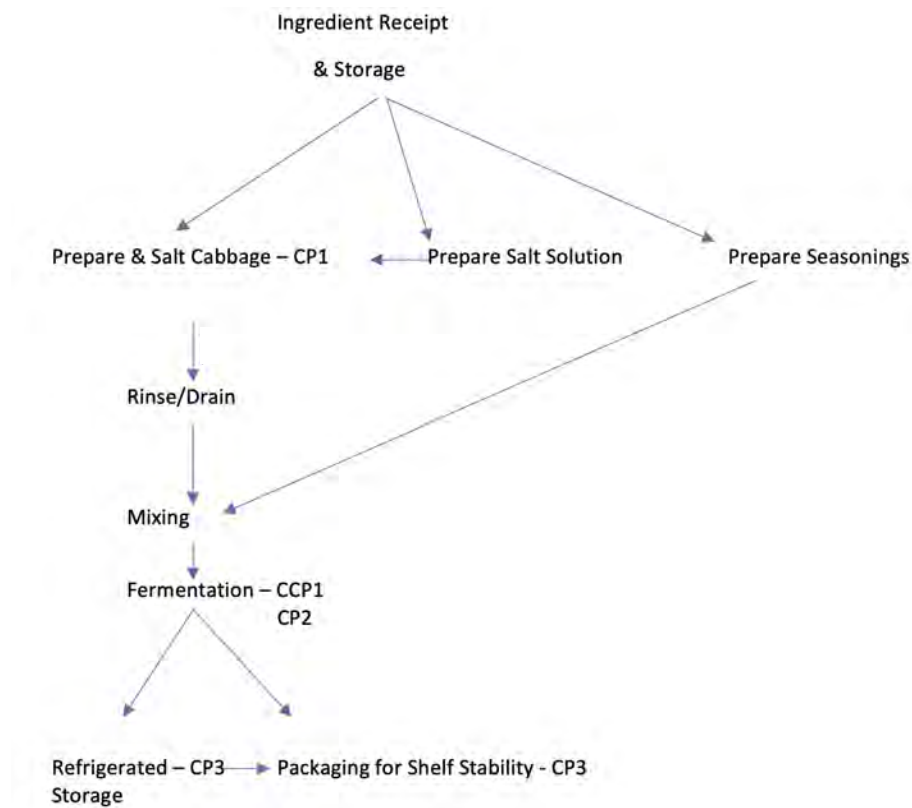 Ingredient Receipt
& Storage
Prepare & Salt Cabbage – CP1
Prepare Salt Solution
Prepare Seasonings
Rinse/Drain
Mixing
Fermentation – CCP1
CP2
Refrigerated – CP3
Storage
Packaging for Shelf Stability - CP3